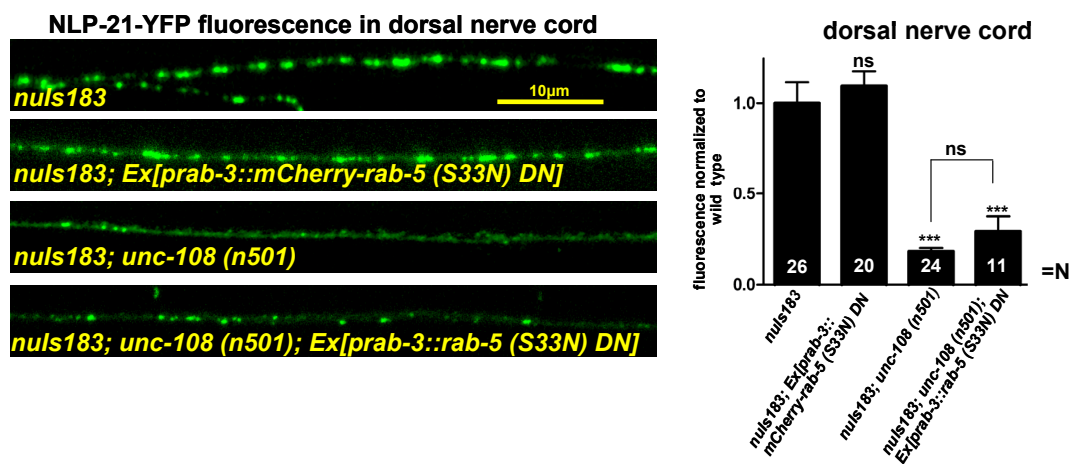 NLP-21-YFP fluorescence in dorsal nerve cord
nuIs183
10µm
nuIs183; Ex[prab-3::mCherry-rab-5 (S33N) DN]
nuIs183; unc-108 (n501)
nuIs183; unc-108 (n501); Ex[prab-3::rab-5 (S33N) DN]
dorsal nerve cord
fluorescence normalized to
wild type
1.0
0.5
0.0
ns
ns
***
***
26
20
24
11
=N
nuIs183
nuIs183; Ex[prab-3::
mCherry-rab-5 (S33N) DN
nuIs183; unc-108 (n501)
nuIs183; unc-108 (n501);
Ex[prab-3::rab-5 (S33N) DN